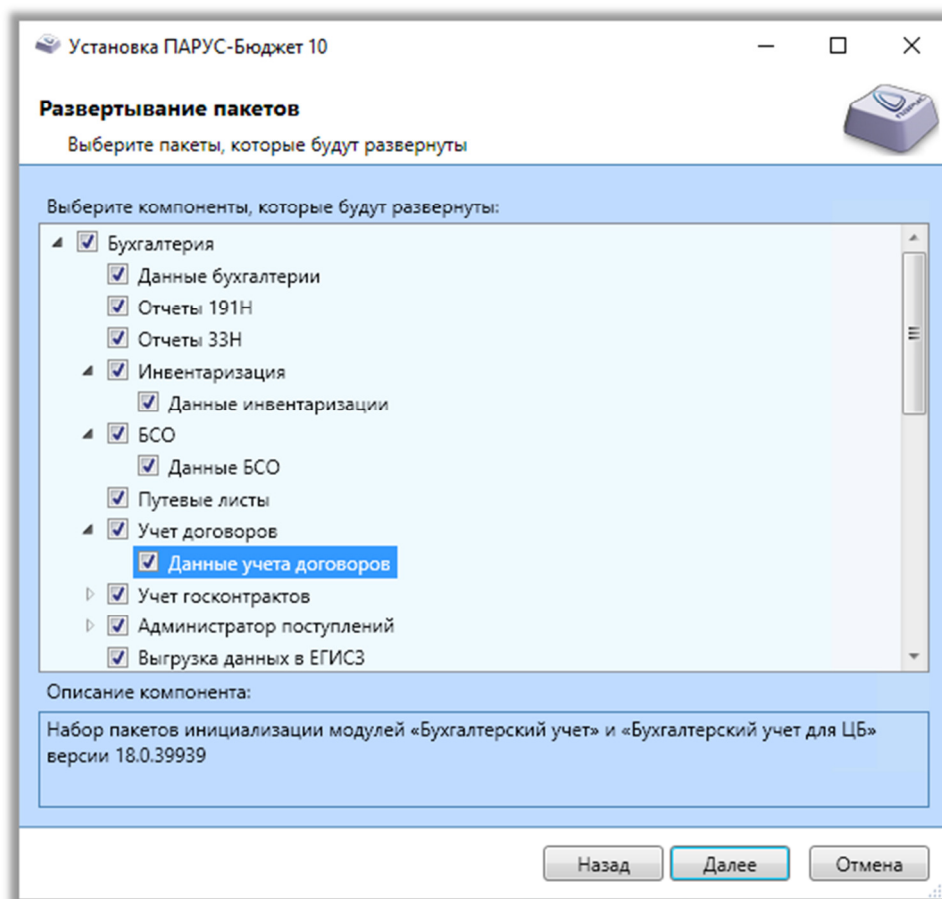 Установка ПАРУС-Бюджет 10
Развертывание пакетов
Выберите пакеты, которые будут развернуты
ПАРУС
Выберите компоненты, которые будут развернуты:
Бухгалтерия
Данные бухгалтерии
Отчеты 191Н
Отчеты 33Н
Инвентаризация
Данные инвентаризации
БСО
Данные БСО
Путевые листы
Учет договоров
Данные учета договоров
Учет госконтрактов
Администратор поступлений
Выгрузка данных в ЕГИСЗ
Описание компонента:
Набор пакетов инициализации модулей «Бухгалтерский учет» и «Бухгалтерский учет для ЦБ»
версии 18.0.39939
Назад Далее Отмена